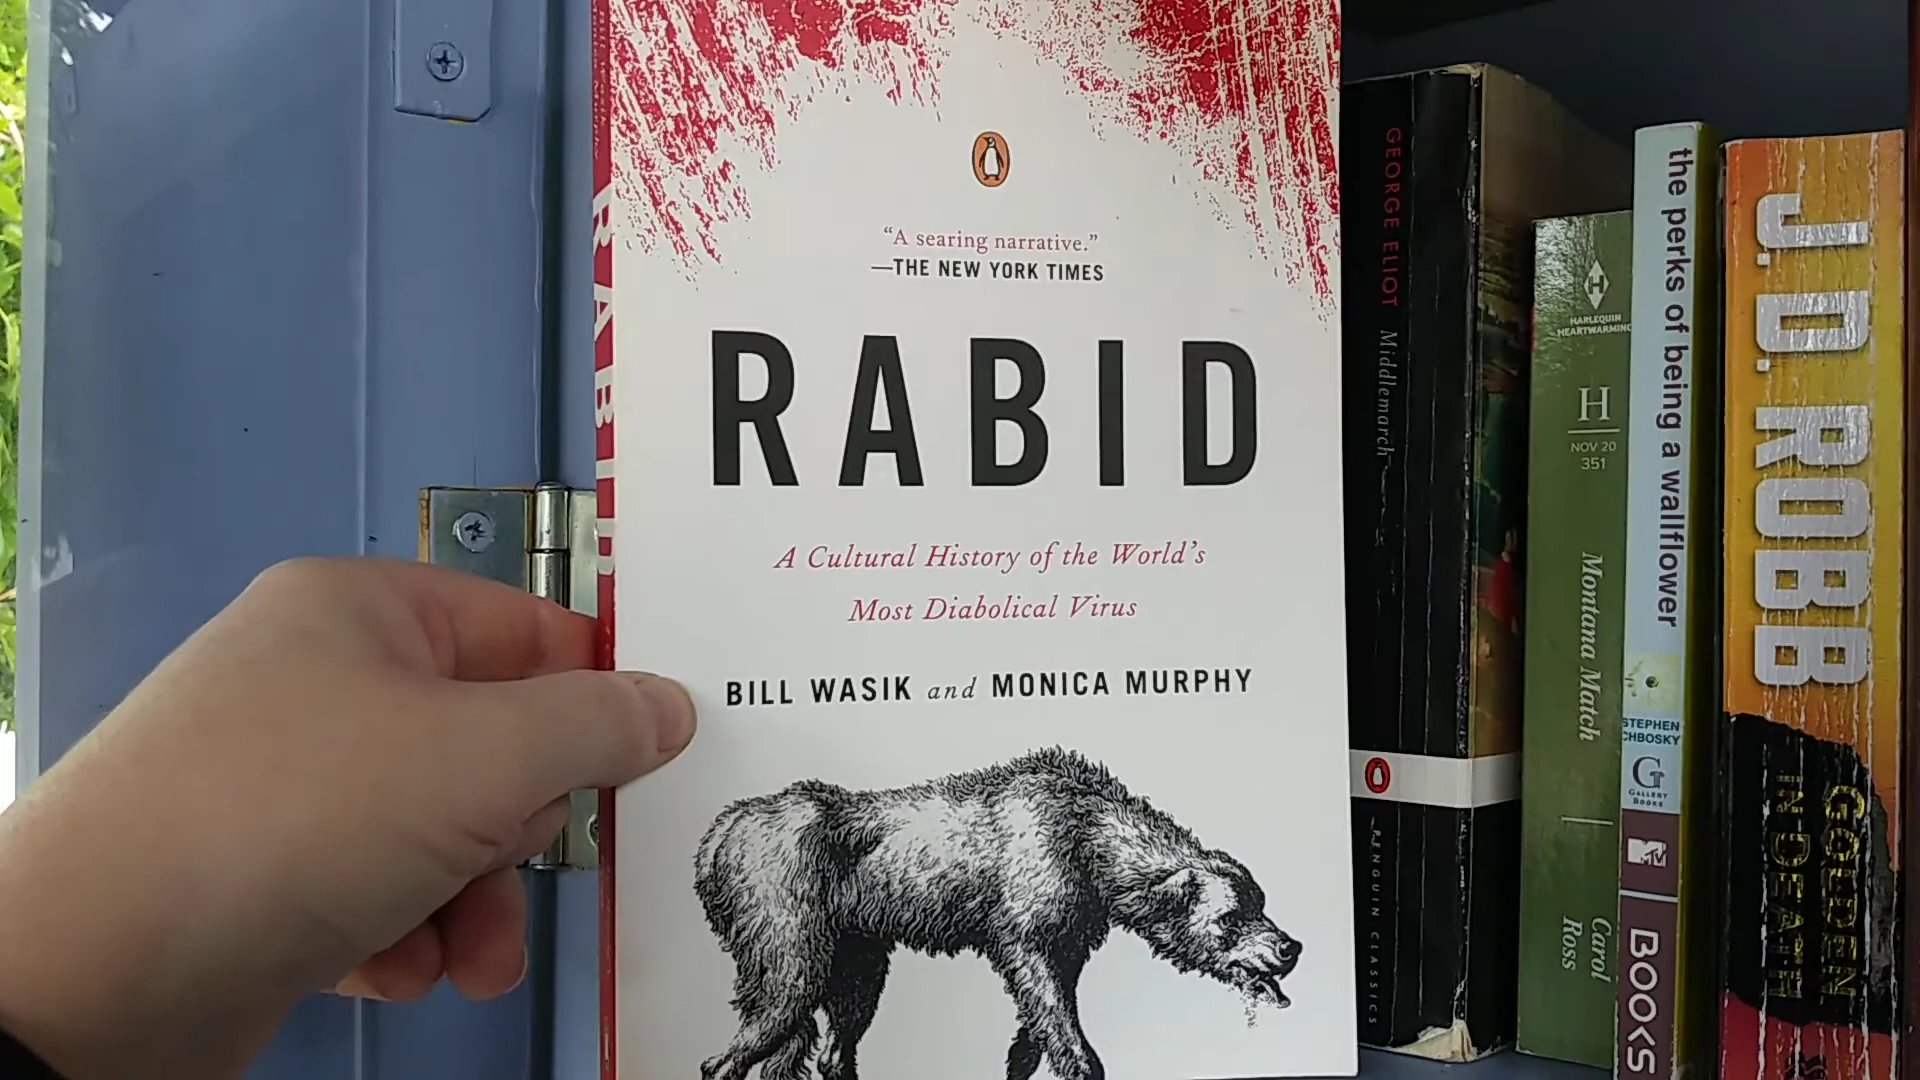 "A searing narrative."
—THE NEW YORK TIMES
RABID
A Cultural History of the World's
Most Diabolical Virus
BILL WASIK and MONICA MURPHY
RABID
GEORGE ELIOT Middlemarch
PENGUIN CLASSICS
H
HARLEQUIN
HEARTWARMING
H
NOV 20
351
Montana Match
Carol
Ross
the perks of being a wallflower
STEPHEN
CHBOSKY
G
GALLERY
BOOKS
MTV
BOOKS
J.D. ROBB
GOLDEN
IN DEATH